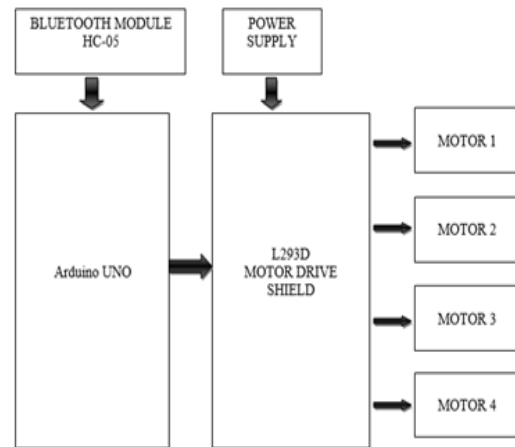 BLUETOOTH MODULE
HC-05
POWER
SUPPLY
Arduino UNO
L293D
MOTOR DRIVE
SHIELD
MOTOR 1
MOTOR 2
MOTOR 3
MOTOR 4